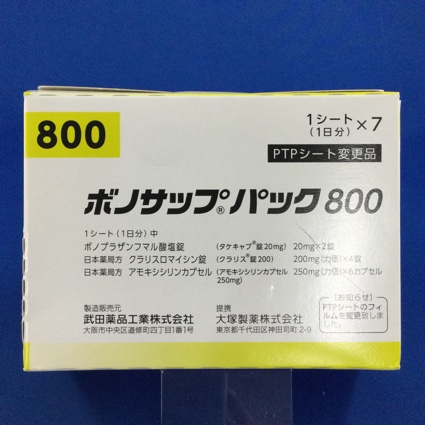 800
1シート×7
(1日分)
PTPシート変更品
ボノサップ®パック800
1シート(1日分)中
ボノプラザンフマル酸塩錠 (タケキャブ®錠20mg) 20mg×2錠
日本薬局方 クラリスロマイシン錠 (クラリス®錠200) 200mg(力価)×4錠
日本薬局方 アモキシシリンカプセル (アモキシシリンカプセル250mg) 250mg(力価)×6カプセル
製造販売元
武田薬品工業株式会社
大阪市中央区道修町四丁目1番1号
提携
大塚製薬株式会社
東京都千代田区神田司町2-9
[お知らせ]
PTPシートのフィ
ルムを変更致しま
した。